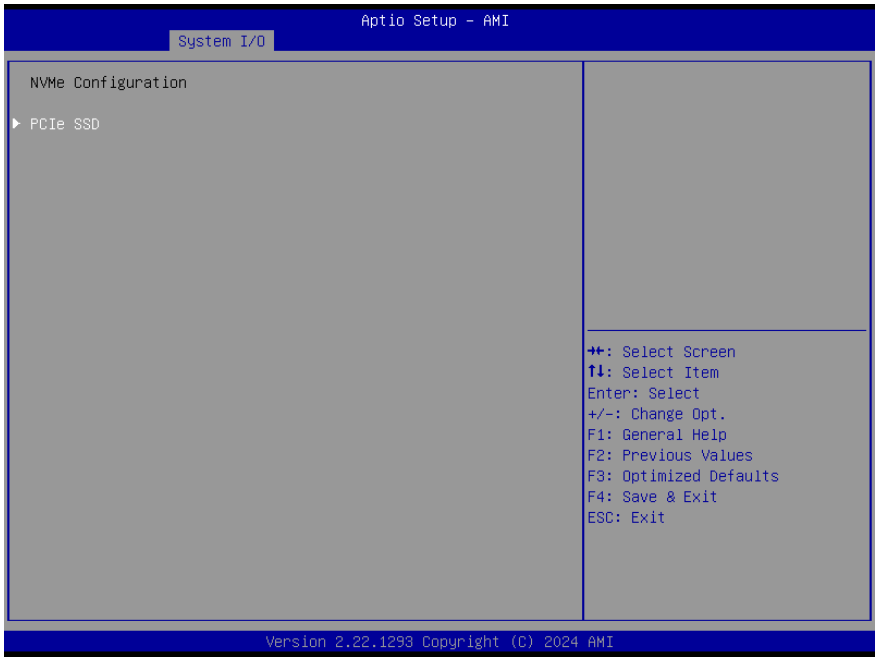 Aptio Setup – AMI
System I/O
NVMe Configuration
PCIe SSD
→←: Select Screen
↑↓: Select Item
Enter: Select
+/-: Change Opt.
F1: General Help
F2: Previous Values
F3: Optimized Defaults
F4: Save & Exit
ESC: Exit
Version 2.22.1293 Copyright (C) 2024 AMI